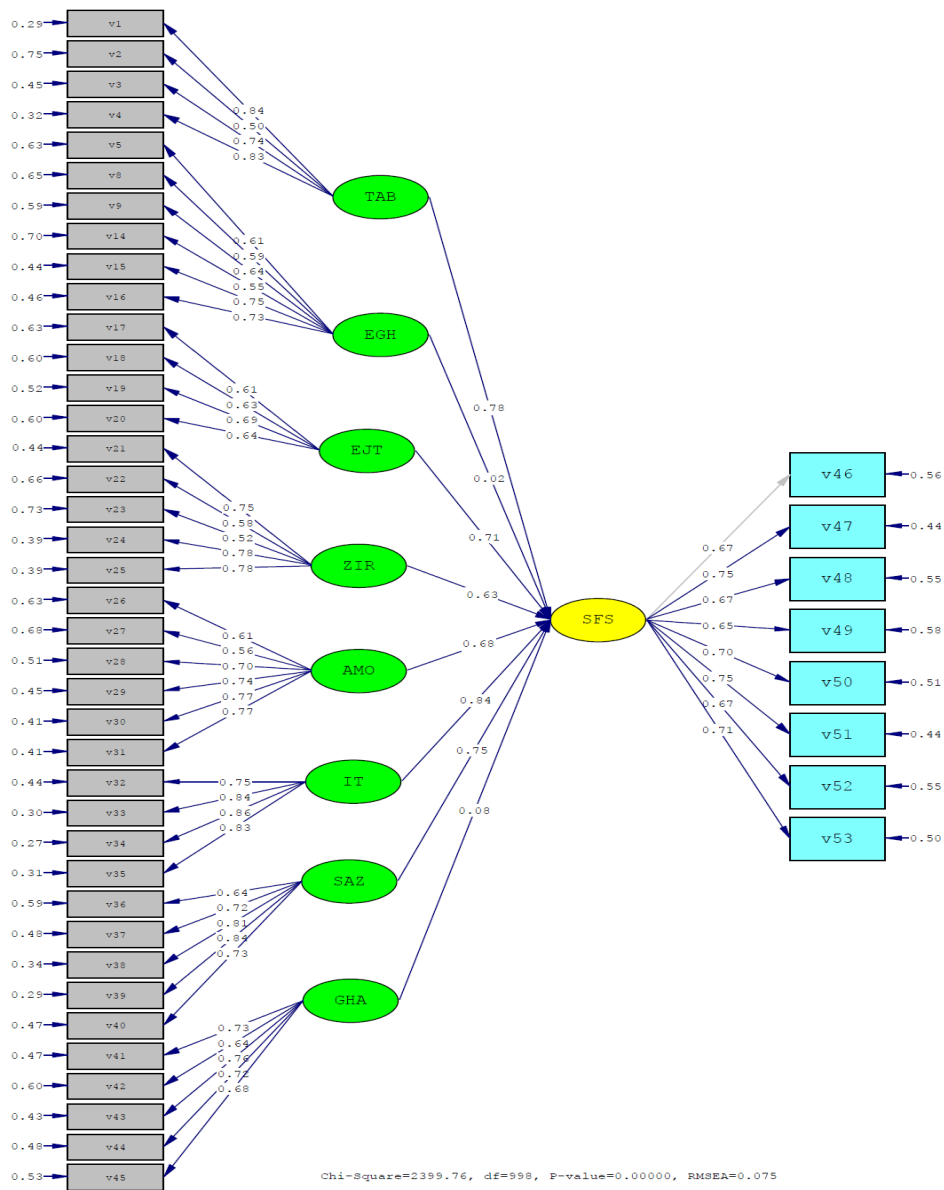 0.29 v1
0.75 v2
0.45 v3
0.32 v4
0.63 v5
0.65 v8
0.59 v9
0.70 v14
0.44 v15
0.46 v16
0.63 v17
0.60 v18
0.52 v19
0.60 v20
0.44 v21
0.66 v22
0.73 v23
0.39 v24
0.39 v25
0.63 v26
0.68 v27
0.51 v28
0.45 v29
0.41 v30
0.41 v31
0.44 v32
0.30 v33
0.27 v34
0.31 v35
0.59 v36
0.48 v37
0.34 v38
0.29 v39
0.47 v40
0.47 v41
0.60 v42
0.43 v43
0.48 v44
0.53 v45
0.84
0.50
0.74
0.83
TAB
0.61
0.59
0.64
0.55
0.75
0.73
EGH
0.61
0.63
0.69
0.64
EJT
0.75
0.58
0.52
0.78
0.78
ZIR
0.61
0.56
0.70
0.74
0.77
0.77
AMO
0.75
0.84
0.86
0.83
IT
0.64
0.72
0.81
0.84
0.73
SAZ
0.73
0.64
0.76
0.72
0.68
GHA
0.78
0.02
0.71
0.63
0.68
0.84
0.75
0.08
SFS
0.67
0.75
0.67
0.65
0.70
0.75
0.67
0.71
v46 0.56
v47 0.44
v48 0.55
v49 0.58
v50 0.51
v51 0.44
v52 0.55
v53 0.50
Chi-Square=2399.76, df=998, P-value=0.00000, RMSEA=0.075